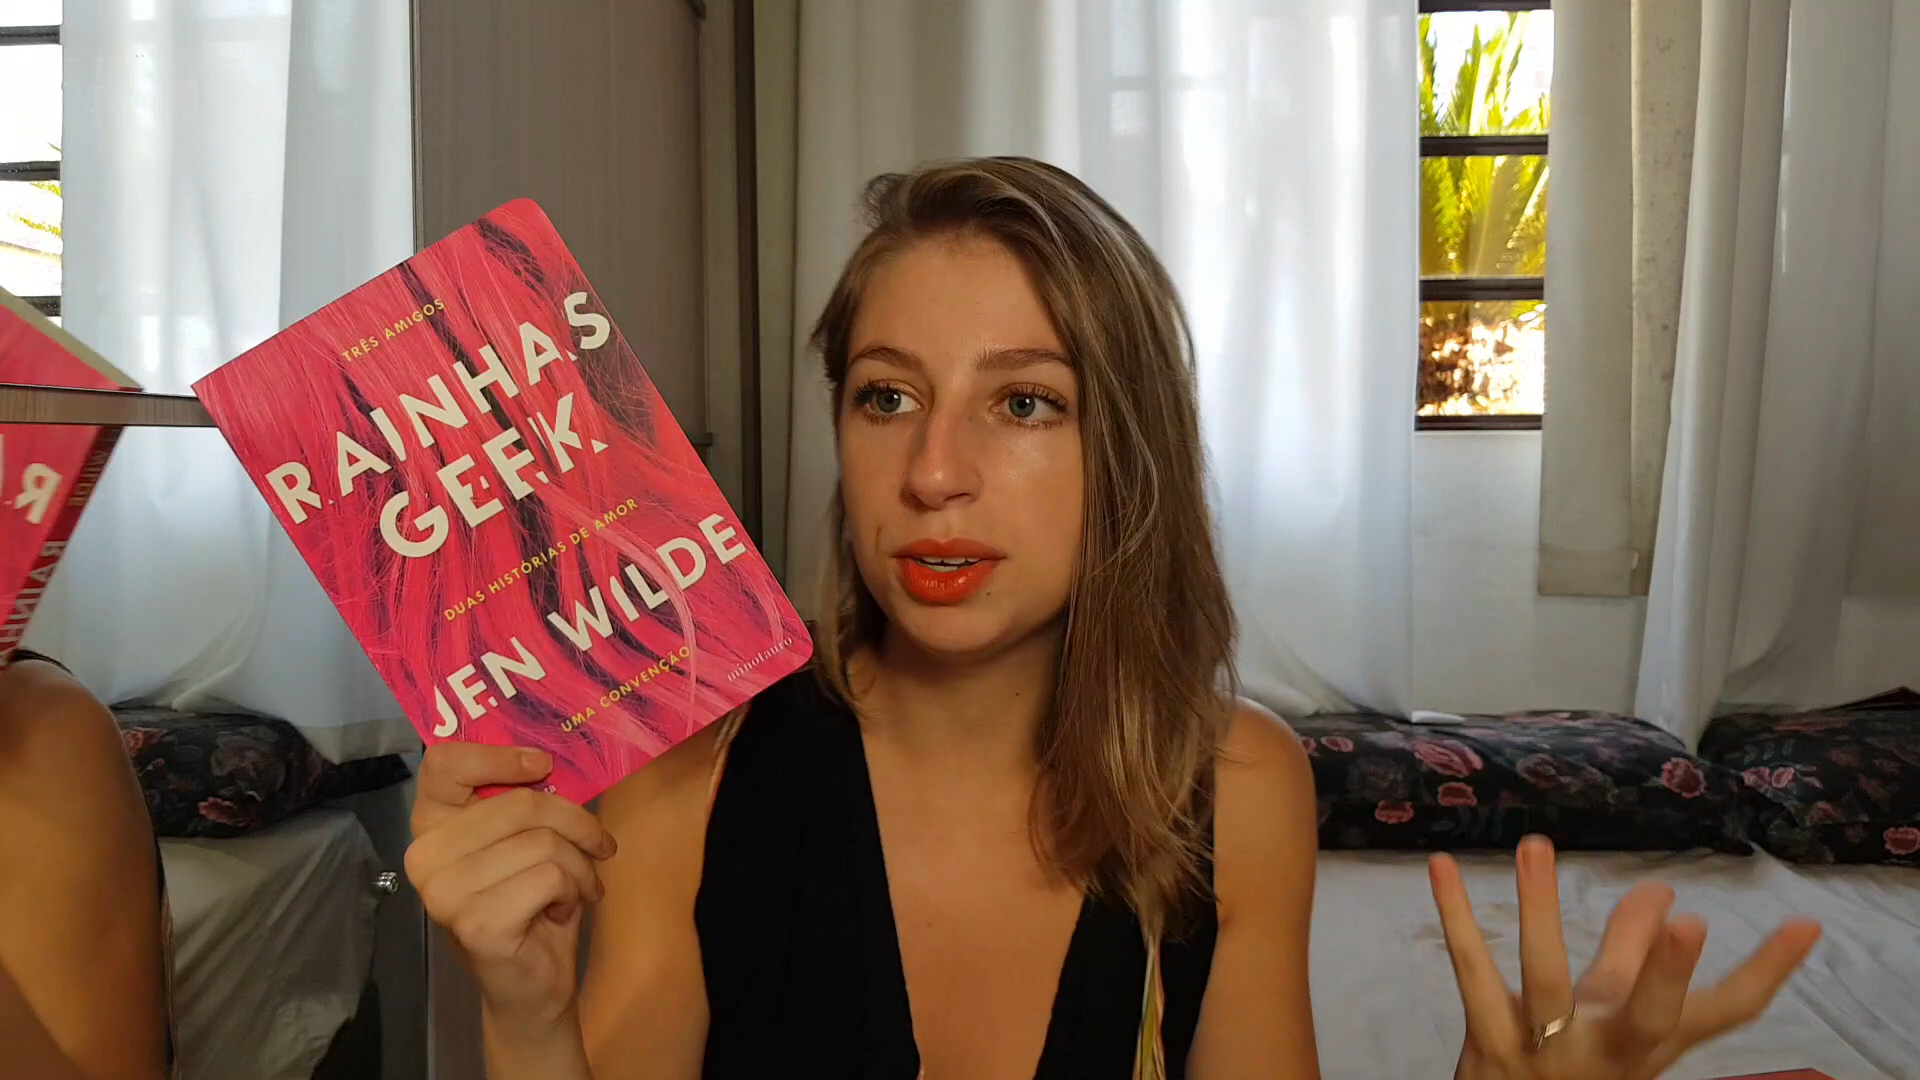 TRÊS AMIGOS
RAINHAS
GEEK
DUAS HISTÓRIAS DE AMOR
JEN WILDE
UMA CONVENÇÃO
minotauro